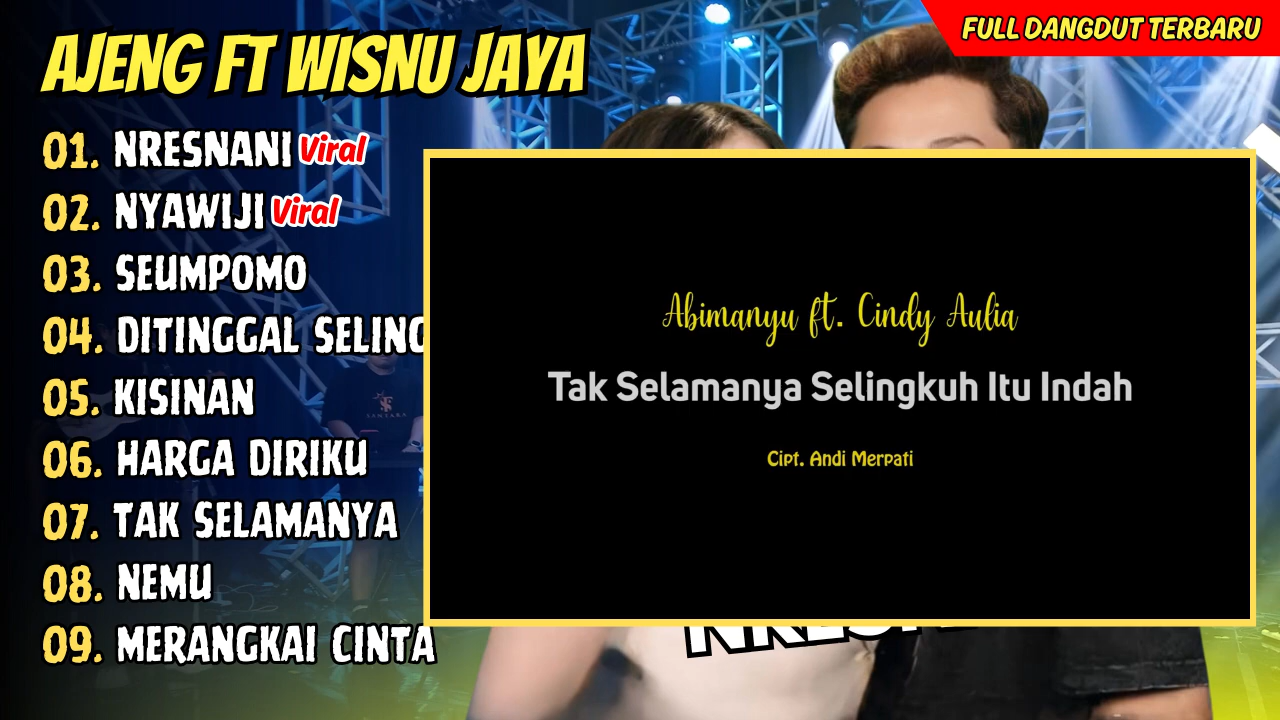 FULL DANGDUT TERBARU
AJENG FT WISNU JAYA
01. NRESNANI Viral
02. NYAWIJI Viral
03. SEUMPOMO
04. DITINGGAL SELING
05. KISINAN
06. HARGA DIRIKU
07. TAK SELAMANYA
08. NEMU
09. MERANGKAI CINTA
Abimanyu ft. Cindy Aulia
Tak Selamanya Selingkuh Itu Indah
Cipt. Andi Merpati
SANTARA